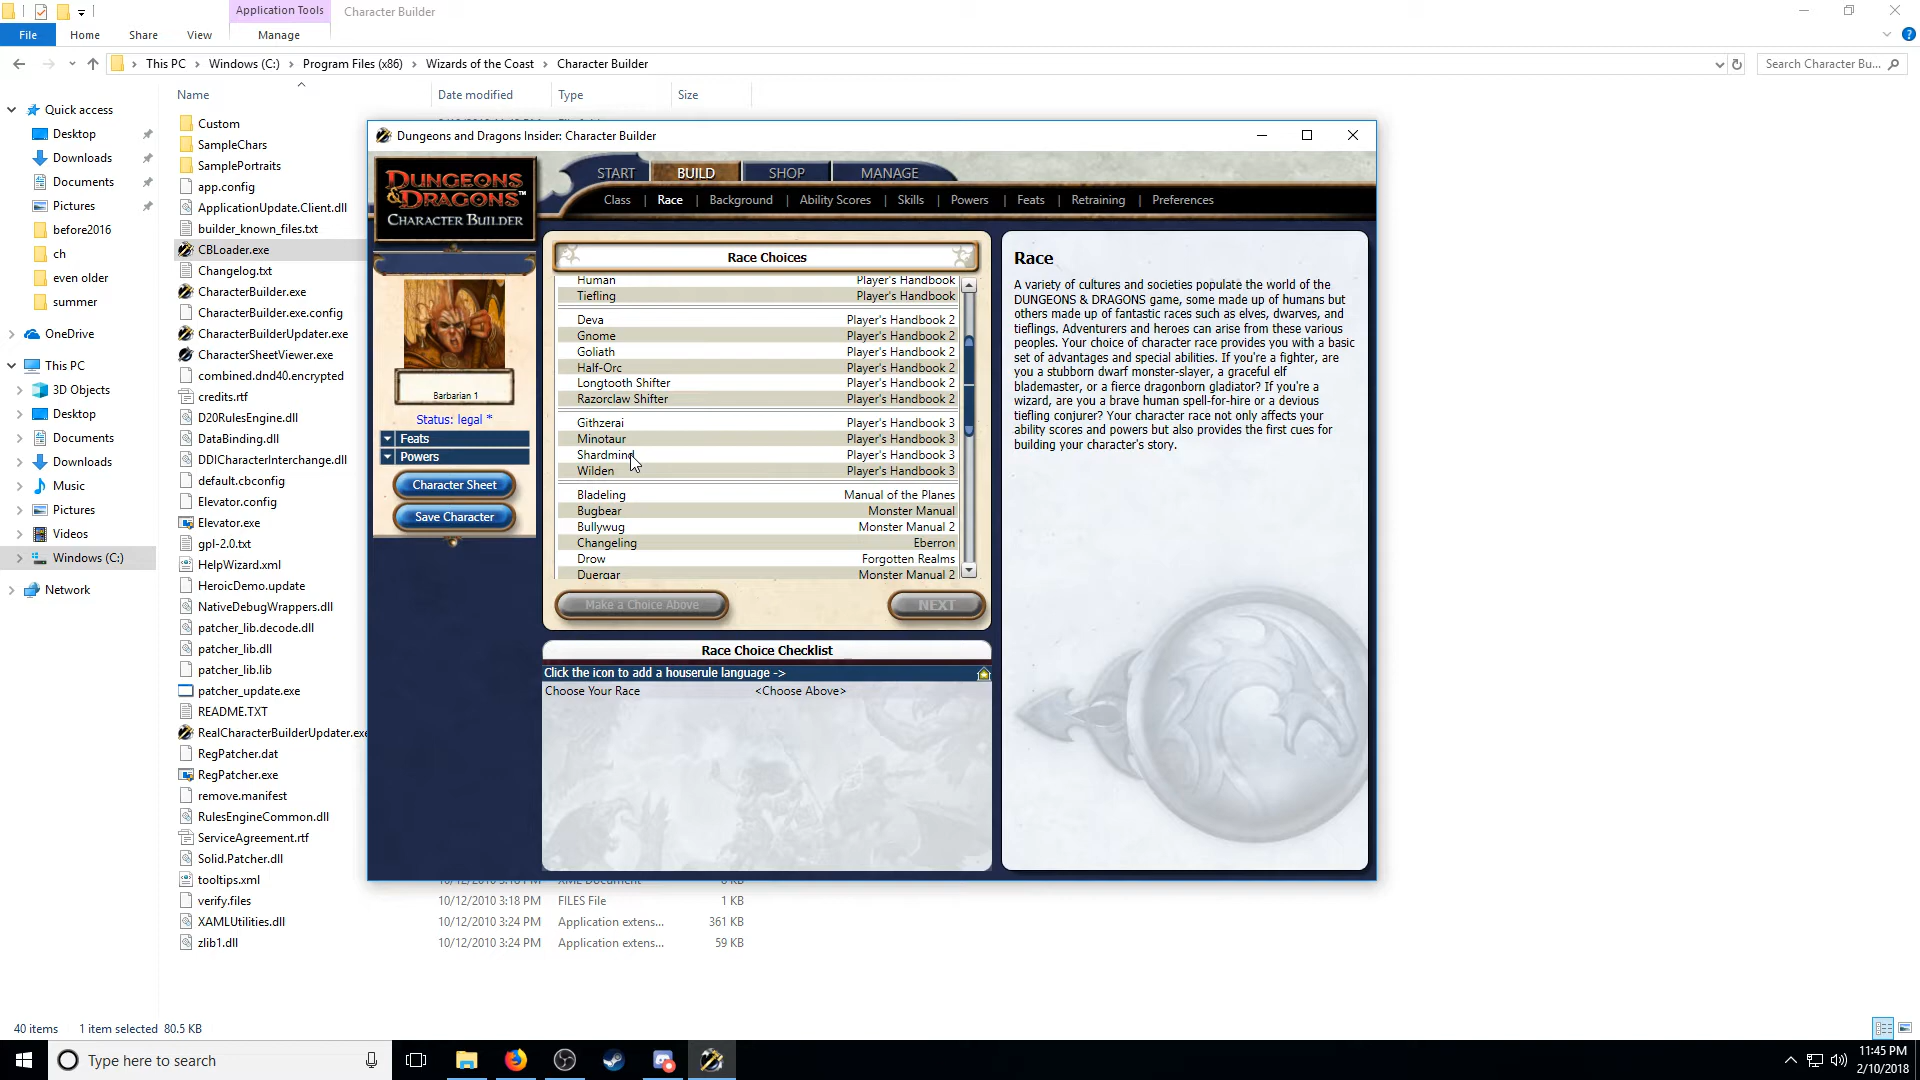 Application Tools
Character Builder
File
Home
Share
View
Manage
This PC
Windows (C:)
Program Files (x86)
Wizards of the Coast
Character Builder
Search Character Bu...
Name
Date modified
Type
Size
Quick access
Desktop
Downloads
Documents
Pictures
before2016
ch
even older
summer
OneDrive
This PC
3D Objects
Desktop
Documents
Downloads
Music
Pictures
Videos
Windows (C:)
Network
Custom
SampleChars
SamplePortraits
app.config
ApplicationUpdate.Client.dll
builder_known_files.txt
CBLoader.exe
Changelog.txt
CharacterBuilder.exe
CharacterBuilder.exe.config
CharacterBuilderUpdater.exe
CharacterSheetViewer.exe
combined.dnd40.encrypted
credits.rtf
D20RulesEngine.dll
DataBinding.dll
DDICharacterInterchange.dll
default.cbconfig
Elevator.config
Elevator.exe
gpl-2.0.txt
HelpWizard.xml
HeroicDemo.update
NativeDebugWrappers.dll
patcher_lib.decode.dll
patcher_lib.dll
patcher_lib.lib
patcher_update.exe
README.TXT
RealCharacterBuilderUpdater.exe
RegPatcher.dat
RegPatcher.exe
remove.manifest
RulesEngineCommon.dll
ServiceAgreement.rtf
Solid.Patcher.dll
tooltips.xml
verify.files 10/12/2010 3:18 PM FILES File 1 KB
XAMLUtilities.dll 10/12/2010 3:24 PM Application extens... 361 KB
zlib1.dll 10/12/2010 3:24 PM Application extens... 59 KB
Dungeons and Dragons Insider: Character Builder
DUNGEONS
& DRAGONS™
CHARACTER BUILDER
START BUILD SHOP MANAGE
Class | Race | Background | Ability Scores | Skills | Powers | Feats | Retraining | Preferences
Barbarian 1
Status: legal *
Feats
Powers
Character Sheet
Save Character
Race Choices
Human Player's Handbook
Tiefling Player's Handbook
Deva Player's Handbook 2
Gnome Player's Handbook 2
Goliath Player's Handbook 2
Half-Orc Player's Handbook 2
Longtooth Shifter Player's Handbook 2
Razorclaw Shifter Player's Handbook 2
Githzerai Player's Handbook 3
Minotaur Player's Handbook 3
Shardmind Player's Handbook 3
Wilden Player's Handbook 3
Bladeling Manual of the Planes
Bugbear Monster Manual
Bullywug Monster Manual 2
Changeling Eberron
Drow Forgotten Realms
Duergar Monster Manual 2
Make a Choice Above
NEXT
Race Choice Checklist
Click the icon to add a houserule language ->
Choose Your Race <Choose Above>
Race
A variety of cultures and societies populate the world of the
DUNGEONS & DRAGONS game, some made up of humans but
others made up of fantastic races such as elves, dwarves, and
tieflings. Adventurers and heroes can arise from these various
peoples. Your choice of character race provides you with a basic
set of advantages and special abilities. If you're a fighter, are
you a stubborn dwarf monster-slayer, a graceful elf
blademaster, or a fierce dragonborn gladiator? If you're a
wizard, are you a brave human spell-for-hire or a devious
tiefling conjurer? Your character race not only affects your
ability scores and powers but also provides the first cues for
building your character's story.
40 items 1 item selected 80.5 KB
Type here to search
11:45 PM
2/10/2018